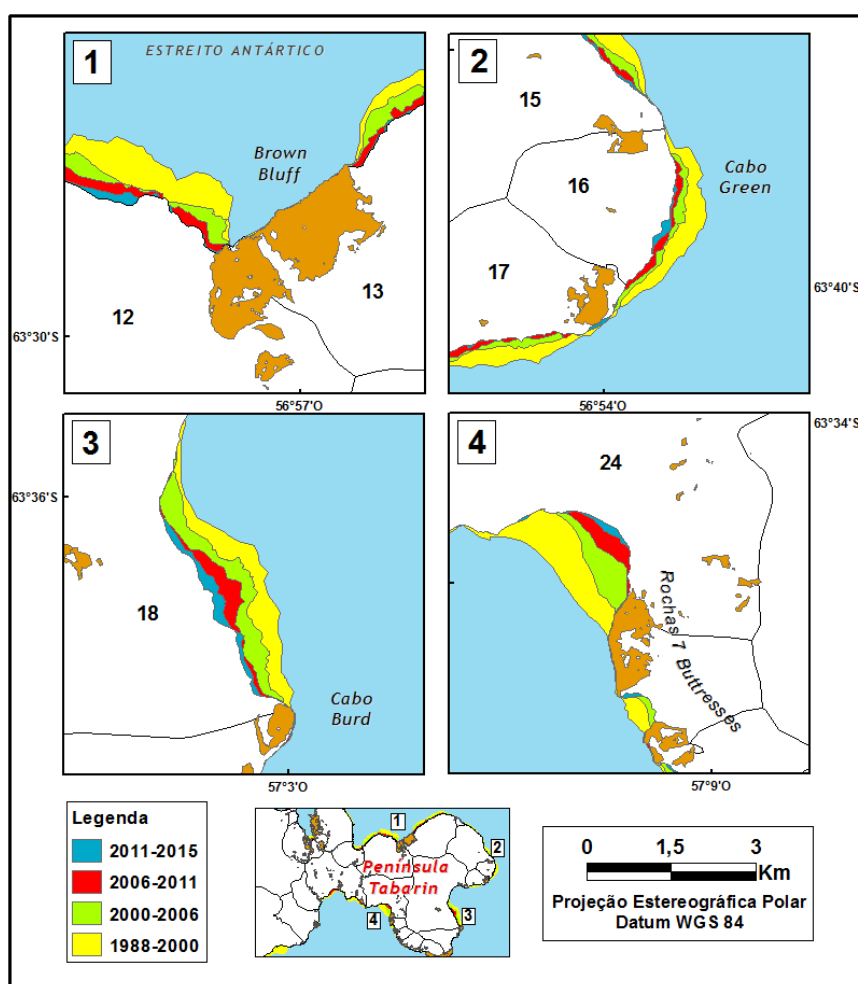 1
ESTREITO ANTÁRTICO
Brown
Bluff
12
13
63°30'S
56°57'O
2
15
16
17
Cabo
Green
63°40'S
56°54'O
3
63°36'S
18
Cabo
Burd
57°3'O
4
63°34'S
24
Rochas 7 Buttresses
57°9'O
Legenda
2011-2015
2006-2011
2000-2006
1988-2000
1
2
Península
Tabarin
4
3
0 1,5 3
Km
Projeção Estereográfica Polar
Datum WGS 84